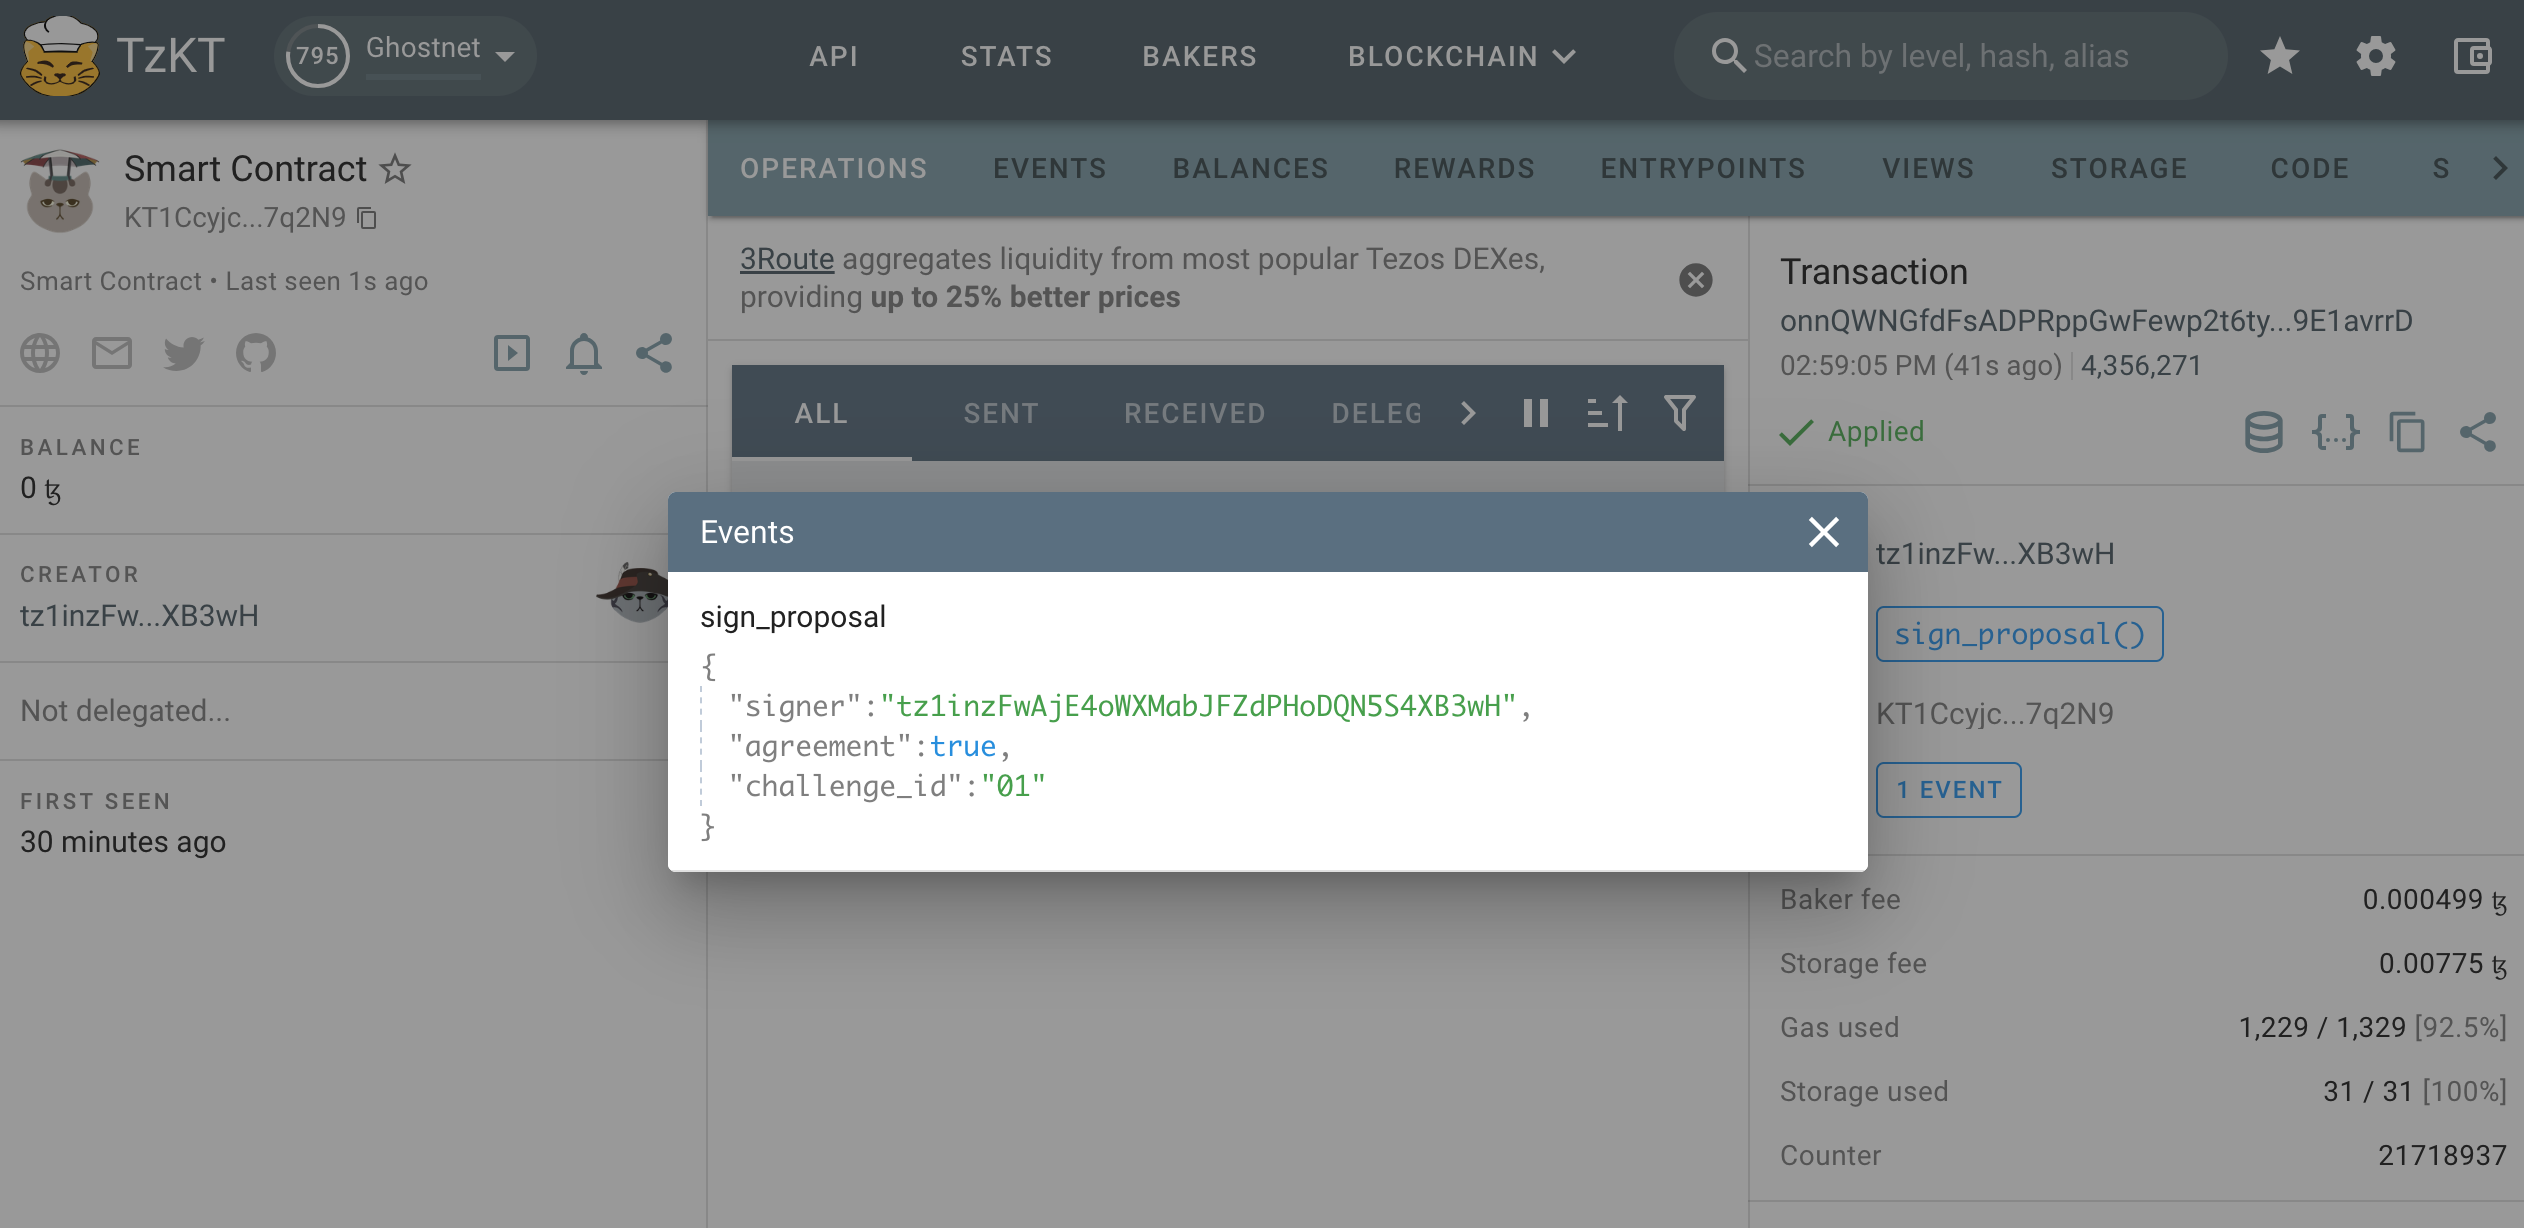 TzKT
795
Ghostnet
API
STATS
BAKERS
BLOCKCHAIN
Search by level, hash, alias
Smart Contract
KT1Ccyjc...7q2N9
Smart Contract • Last seen 1s ago
BALANCE
0 ꜩ
CREATOR
tz1inzFw...XB3wH
Not delegated...
FIRST SEEN
30 minutes ago
OPERATIONS
EVENTS
BALANCES
REWARDS
ENTRYPOINTS
VIEWS
STORAGE
CODE
S
3Route aggregates liquidity from most popular Tezos DEXes,
providing up to 25% better prices
ALL
SENT
RECEIVED
DELEG
Events
sign_proposal
{
"signer":"tz1inzFwAjE4oWXMabJFZdPHoDQN5S4XB3wH",
"agreement":true,
"challenge_id":"01"
}
Transaction
onnQWNGfdFsADPRppGwFewp2t6ty...9E1avrrD
02:59:05 PM (41s ago) 4,356,271
Applied
{...}
tz1inzFw...XB3wH
sign_proposal()
KT1Ccyjc...7q2N9
1 EVENT
Baker fee 0.000499 ꜩ
Storage fee 0.00775 ꜩ
Gas used 1,229 / 1,329 [92.5%]
Storage used 31 / 31 [100%]
Counter 21718937